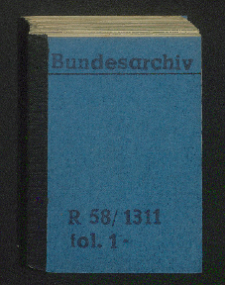 Bundesarchiv
R 58/1311
fol. 1-